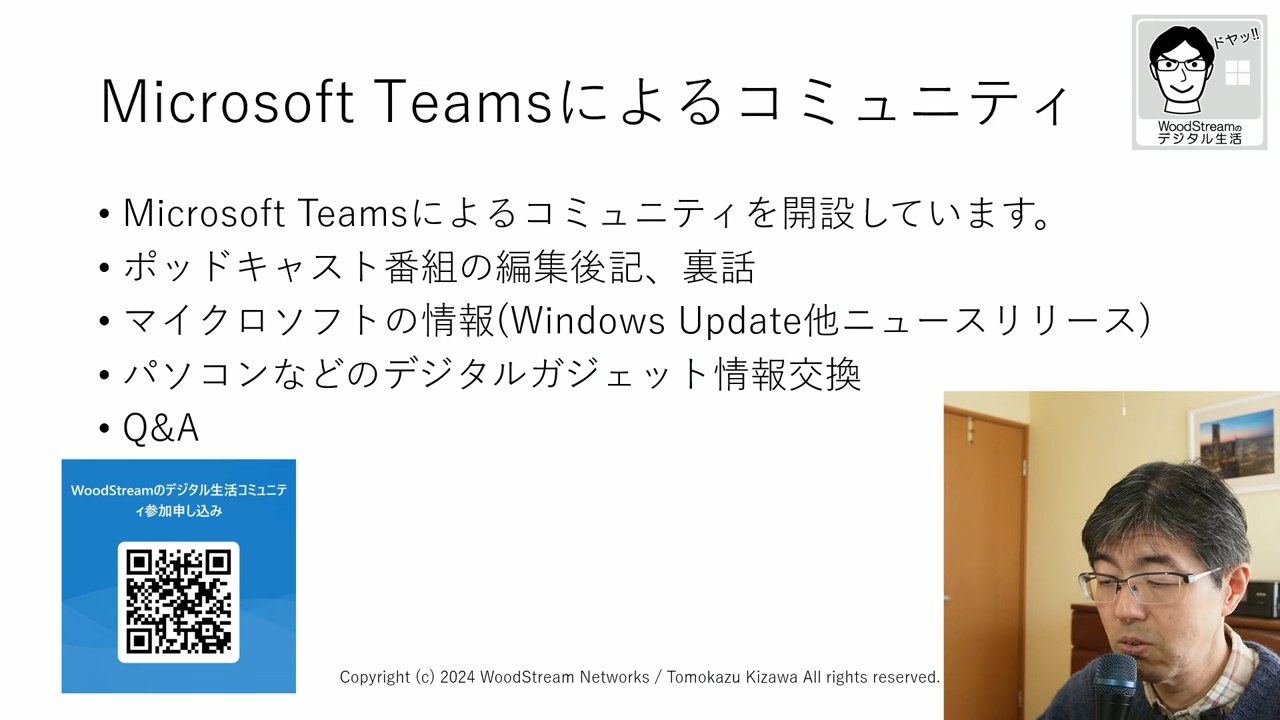 Microsoft Teamsによるコミュニティ
ドヤッ!!
WoodStreamの
デジタル生活
• Microsoft Teamsによるコミュニティを開設しています。
• ポッドキャスト番組の編集後記、裏話
• マイクロソフトの情報(Windows Update他ニュースリリース)
• パソコンなどのデジタルガジェット情報交換
• Q&A
WoodStreamのデジタル生活コミュニテ
ィ参加申し込み
Copyright (c) 2024 WoodStream Networks / Tomokazu Kizawa All rights reserved.